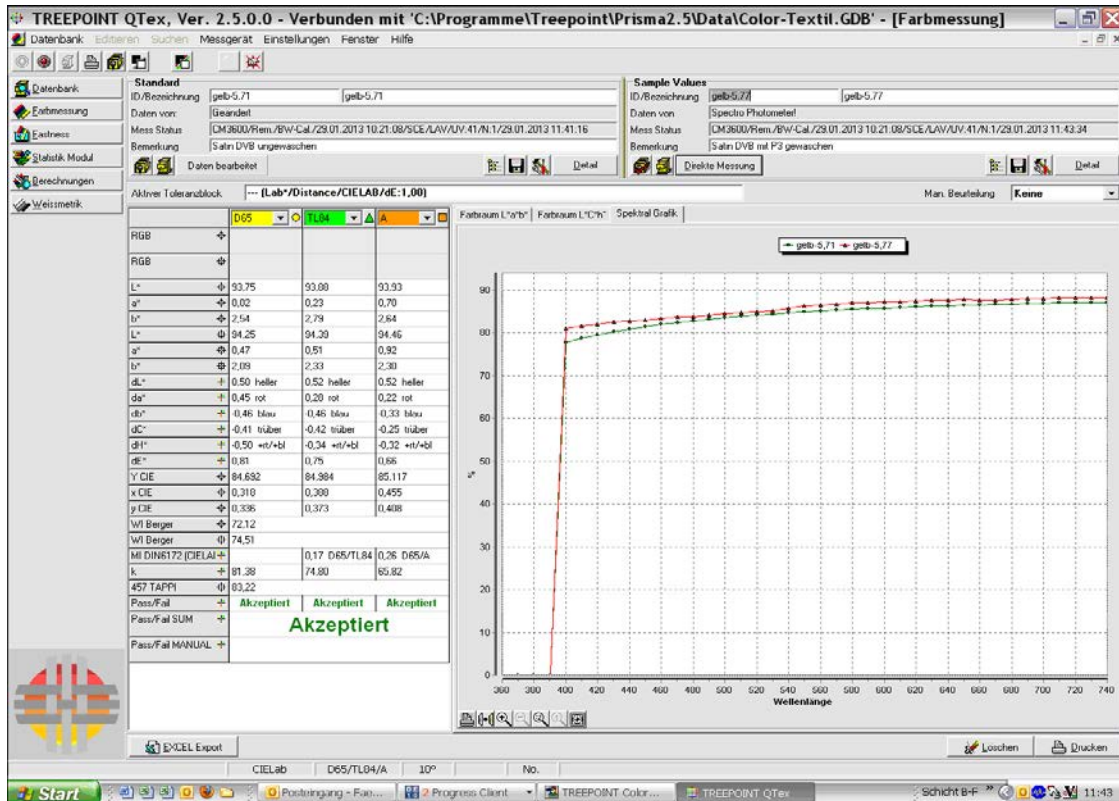 TREEPOINT QTex, Ver. 2.5.0.0 - Verbunden mit 'C:\Programme\Treepoint\Prisma2.5\Data\Color-Textil.GDB' - [Farbmessung]
Datenbank Editieren Suchen Messgerät Einstellungen Fenster Hilfe
Datenbank
Farbmessung
Eastness
Statistik Modul
Berechnungen
Weissmetrik
Standard
ID/Bezeichnung gelb-5.71 gelb-5.71
Daten von: Geändert
Mess Status CM3600/Rem./BW-Cal./29.01.2013 10:21:08/SCE/LAV/UV:41/N:1/29.01.2013 11:41:16
Bemerkung Satin DVB ungewaschen
Daten bearbeitet Detail
Sample Values
ID/Bezeichnung gelb-5,77 gelb-5,77
Daten von Spectro Photometer!
Mess Status CM3600/Rem./BW-Cal./29.01.2013 10:21:08/SCE/LAV/UV:41/N:1/29.01.2013 11:43:34
Bemerkung Satin DVB mit P3 gewaschen
Direkte Messung Detail
Aktiver Toleranzblock --- (Lab*/Distance/CIELAB/dE:1,00) Man. Beurteilung Keine
D65 TL84 A
RGB
RGB
L* 93.75 93.88 93.93
a* 0,02 0,23 0,70
b* 2,54 2,79 2,64
L* 94.25 94.39 94.46
a* 0,47 0,51 0,92
b* 2,09 2,33 2,30
dL* 0.50 heller 0.52 heller 0.52 heller
da* 0,45 rot 0,28 rot 0,22 rot
db* -0,46 blau -0,46 blau -0,33 blau
dC* -0.41 trüber -0.42 trüber -0.25 trüber
dH* -0,50 +rt/+bl -0,34 +rt/+bl -0,32 +rt/+bl
dE* 0,81 0,75 0,66
Y CIE 84.692 84.984 85.117
x CIE 0,318 0,388 0,455
y CIE 0,336 0,373 0,408
WI Berger 72.12
WI Berger 74,51
MI DIN6172 (CIELAI 0,17 D65/TL84 0,26 D65/A
k 81.38 74.80 65.82
457 TAPPI 83,22
Pass/Fail Akzeptiert Akzeptiert Akzeptiert
Pass/Fail SUM Akzeptiert
Pass/Fail MANUAL
Farbraum L*a*b* Farbraum L*C*h* Spektral Grafik
gelb-5,71 gelb-5,77
90
80
70
60
50
%
40
30
20
10
0
360 380 400 420 440 460 480 500 520 540 560 580 600 620 640 660 680 700 720 740
Wellenlänge
EXCEL Export Löschen Drucken
CIELab D65/TL84/A 10° No.
Start Posteingang - Fae... 2 Progress Client TREEPOINT Color... TREEPOINT QTex Schicht B-F » 11:43